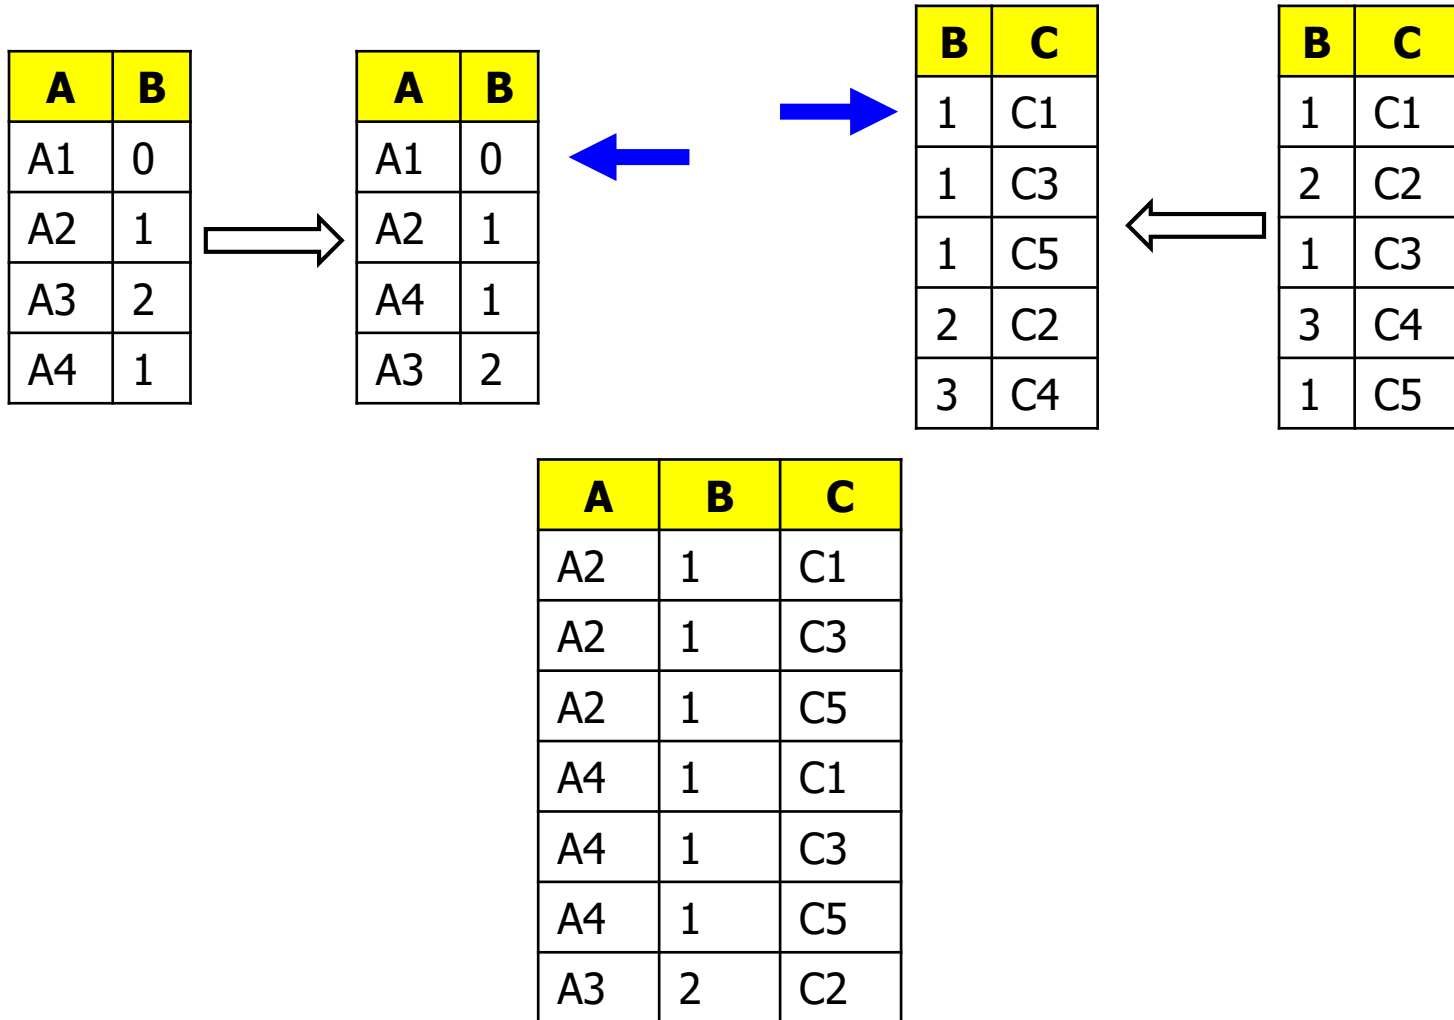 A B
A1 0
A2 1
A3 2
A4 1
A B
A1 0
A2 1
A4 1
A3 2
B C
1 C1
1 C3
1 C5
2 C2
3 C4
B C
1 C1
2 C2
1 C3
3 C4
1 C5
A B C
A2 1 C1
A2 1 C3
A2 1 C5
A4 1 C1
A4 1 C3
A4 1 C5
A3 2 C2